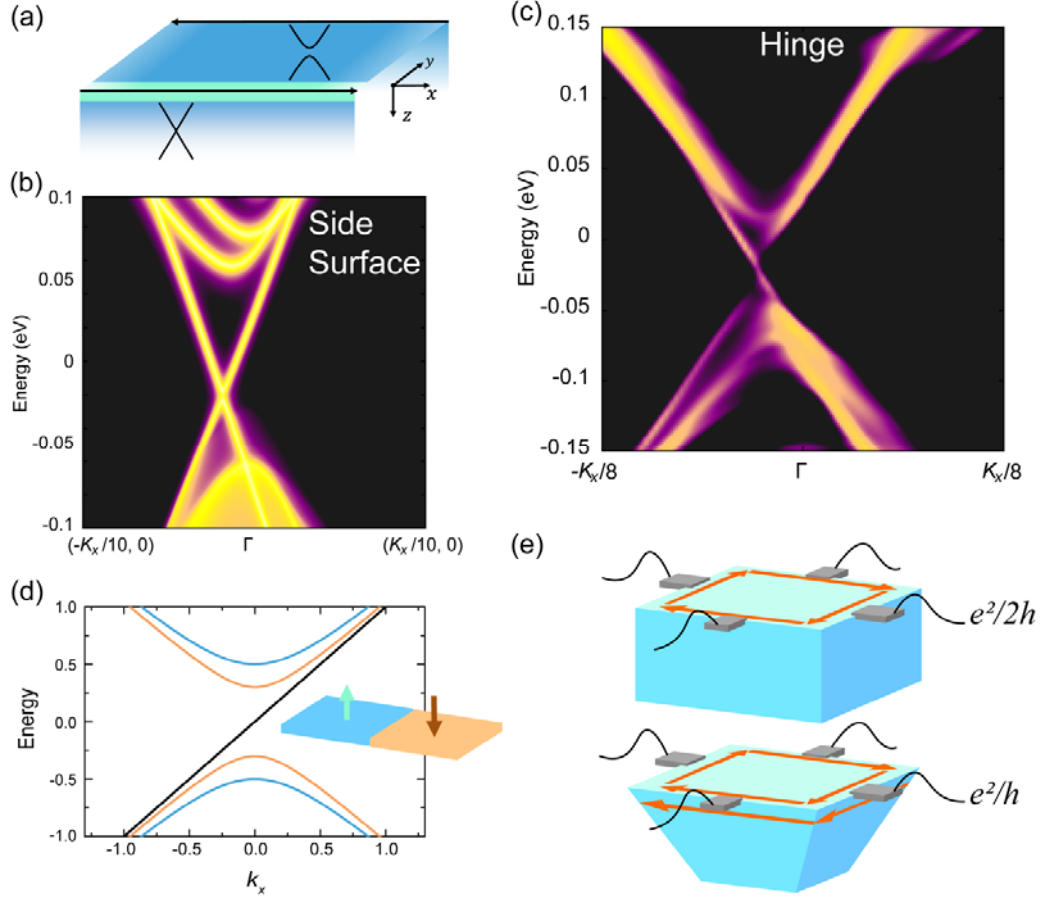 (a)
y
x
z
(b)
0.1
0.05
0
-0.05
-0.1
Energy (eV)
Side
Surface
(-Kx/10, 0)
Γ
(Kx/10, 0)
(c)
0.15
0.1
0.05
0
-0.05
-0.1
-0.15
Energy (eV)
Hinge
-Kx/8
Γ
Kx/8
(d)
1.0
0.5
0.0
-0.5
-1.0
Energy
-1.0 -0.5 0.0 0.5 1.0
kx
(e)
e²/2h
e²/h